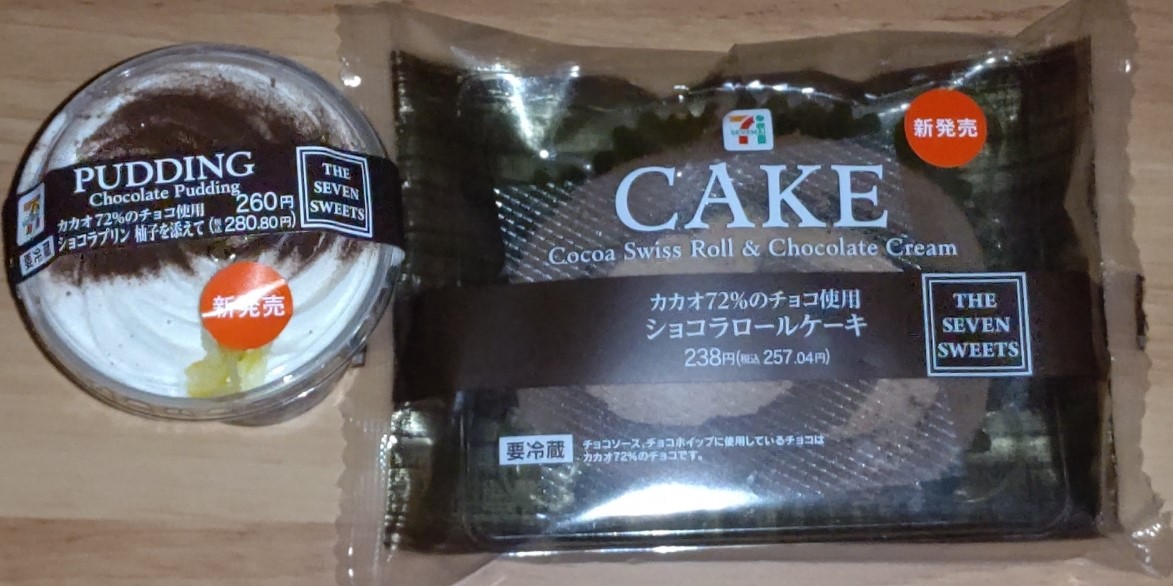 PUDDING
Chocolate Pudding
260円
カカオ72%のチョコ使用
ショコラプリン 柚子を添えて (税込 280.80円)
要冷蔵
THE
SEVEN
SWEETS
新発売
新発売
CAKE
Cocoa Swiss Roll & Chocolate Cream
カカオ72%のチョコ使用
ショコラロールケーキ
238円(税込 257.04円)
THE
SEVEN
SWEETS
要冷蔵
チョコソース、チョコホイップに使用しているチョコは
カカオ72%のチョコです。